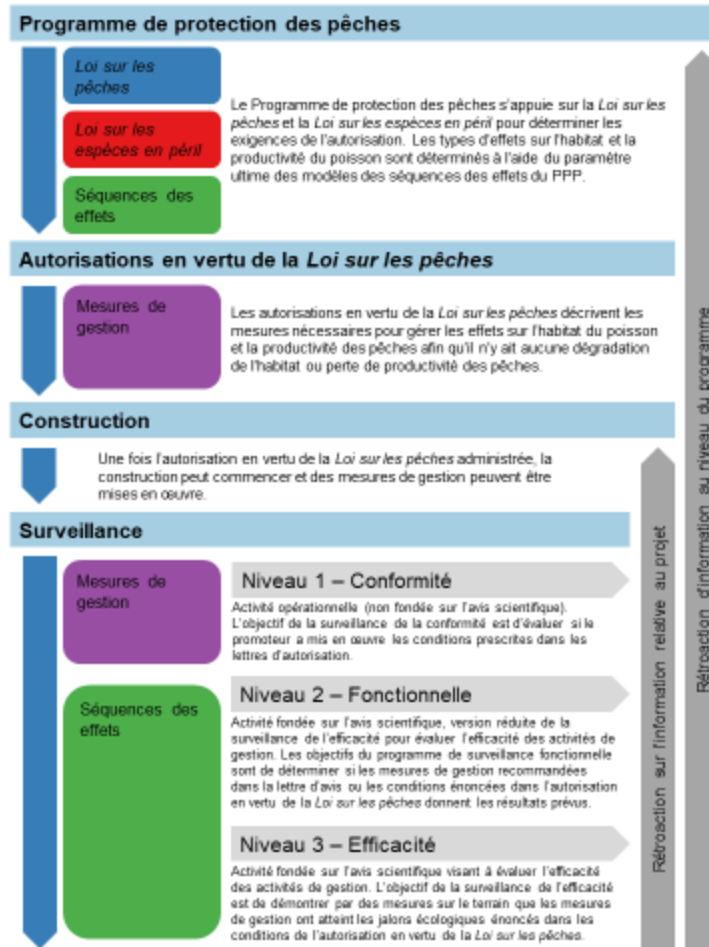 Programme de protection des pêches
Loi sur les
pêches
Loi sur les
espèces en péril
Séquences des
effets
Le Programme de protection des pêches s'appuie sur la Loi sur les
pêches et la Loi sur les espèces en péril pour déterminer les
exigences de l'autorisation. Les types d'effets sur l'habitat et la
productivité du poisson sont déterminés à l'aide du paramètre
ultime des modèles des séquences des effets du PPP.
Autorisations en vertu de la Loi sur les pêches
Mesures de
gestion
Les autorisations en vertu de la Loi sur les pêches décrivent les
mesures nécessaires pour gérer les effets sur l'habitat du poisson
et la productivité des pêches afin qu'il n'y ait aucune dégradation
de l'habitat ou perte de productivité des pêches.
Construction
Une fois l'autorisation en vertu de la Loi sur les pêches administrée, la
construction peut commencer et des mesures de gestion peuvent être
mises en œuvre.
Surveillance
Mesures de
gestion
Niveau 1 – Conformité
Activité opérationnelle (non fondée sur l'avis scientifique).
L'objectif de la surveillance de la conformité est d'évaluer si le
promoteur a mis en œuvre les conditions prescrites dans les
lettres d'autorisation.
Séquences des
effets
Niveau 2 – Fonctionnelle
Activité fondée sur l'avis scientifique, version réduite de la
surveillance de l'efficacité pour évaluer l'efficacité des activités de
gestion. Les objectifs du programme de surveillance fonctionnelle
sont de déterminer si les mesures de gestion recommandées
dans la lettre d'avis ou les conditions énoncées dans l'autorisation
en vertu de la Loi sur les pêches donnent les résultats prévus.
Niveau 3 – Efficacité
Activité fondée sur l'avis scientifique visant à évaluer l'efficacité
des activités de gestion. L'objectif de la surveillance de l'efficacité
est de démontrer par des mesures sur le terrain que les mesures
de gestion ont atteint les jalons écologiques énoncés dans les
conditions de l'autorisation en vertu de la Loi sur les pêches.
Rétroaction sur l'information relative au projet
Rétroaction d'information au niveau du programme